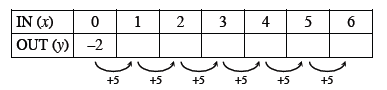 IN (x) 0 1 2 3 4 5 6
OUT (y) –2
+5 +5 +5 +5 +5 +5